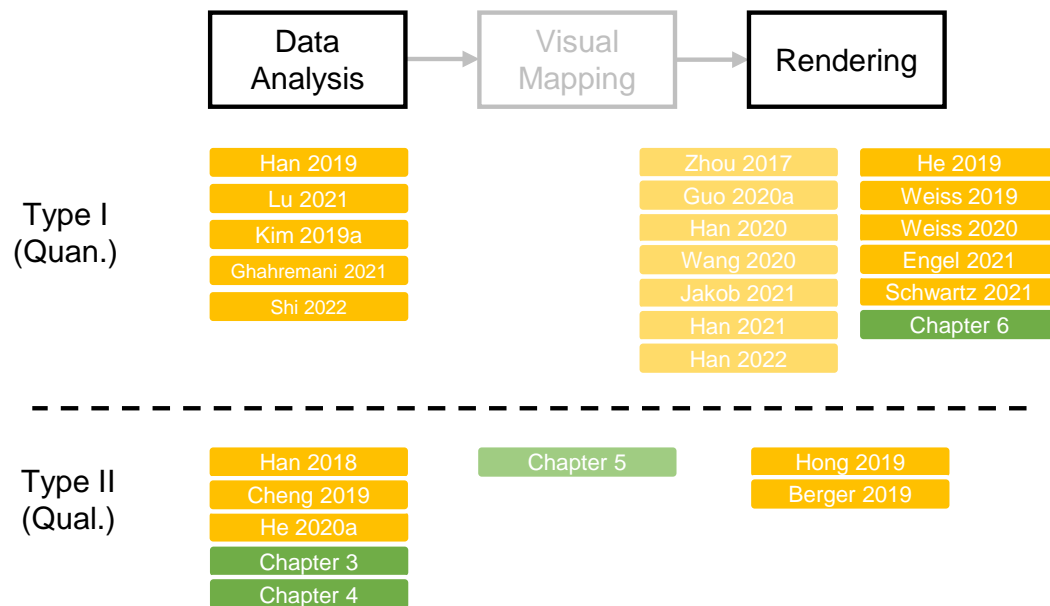 Data
Analysis
Visual
Mapping
Rendering
Type I
(Quan.)
Han 2019
Lu 2021
Kim 2019a
Ghahremani 2021
Shi 2022
Zhou 2017
Guo 2020a
Han 2020
Wang 2020
Jakob 2021
Han 2021
Han 2022
He 2019
Weiss 2019
Weiss 2020
Engel 2021
Schwartz 2021
Chapter 6
Type II
(Qual.)
Han 2018
Cheng 2019
He 2020a
Chapter 3
Chapter 4
Chapter 5
Hong 2019
Berger 2019